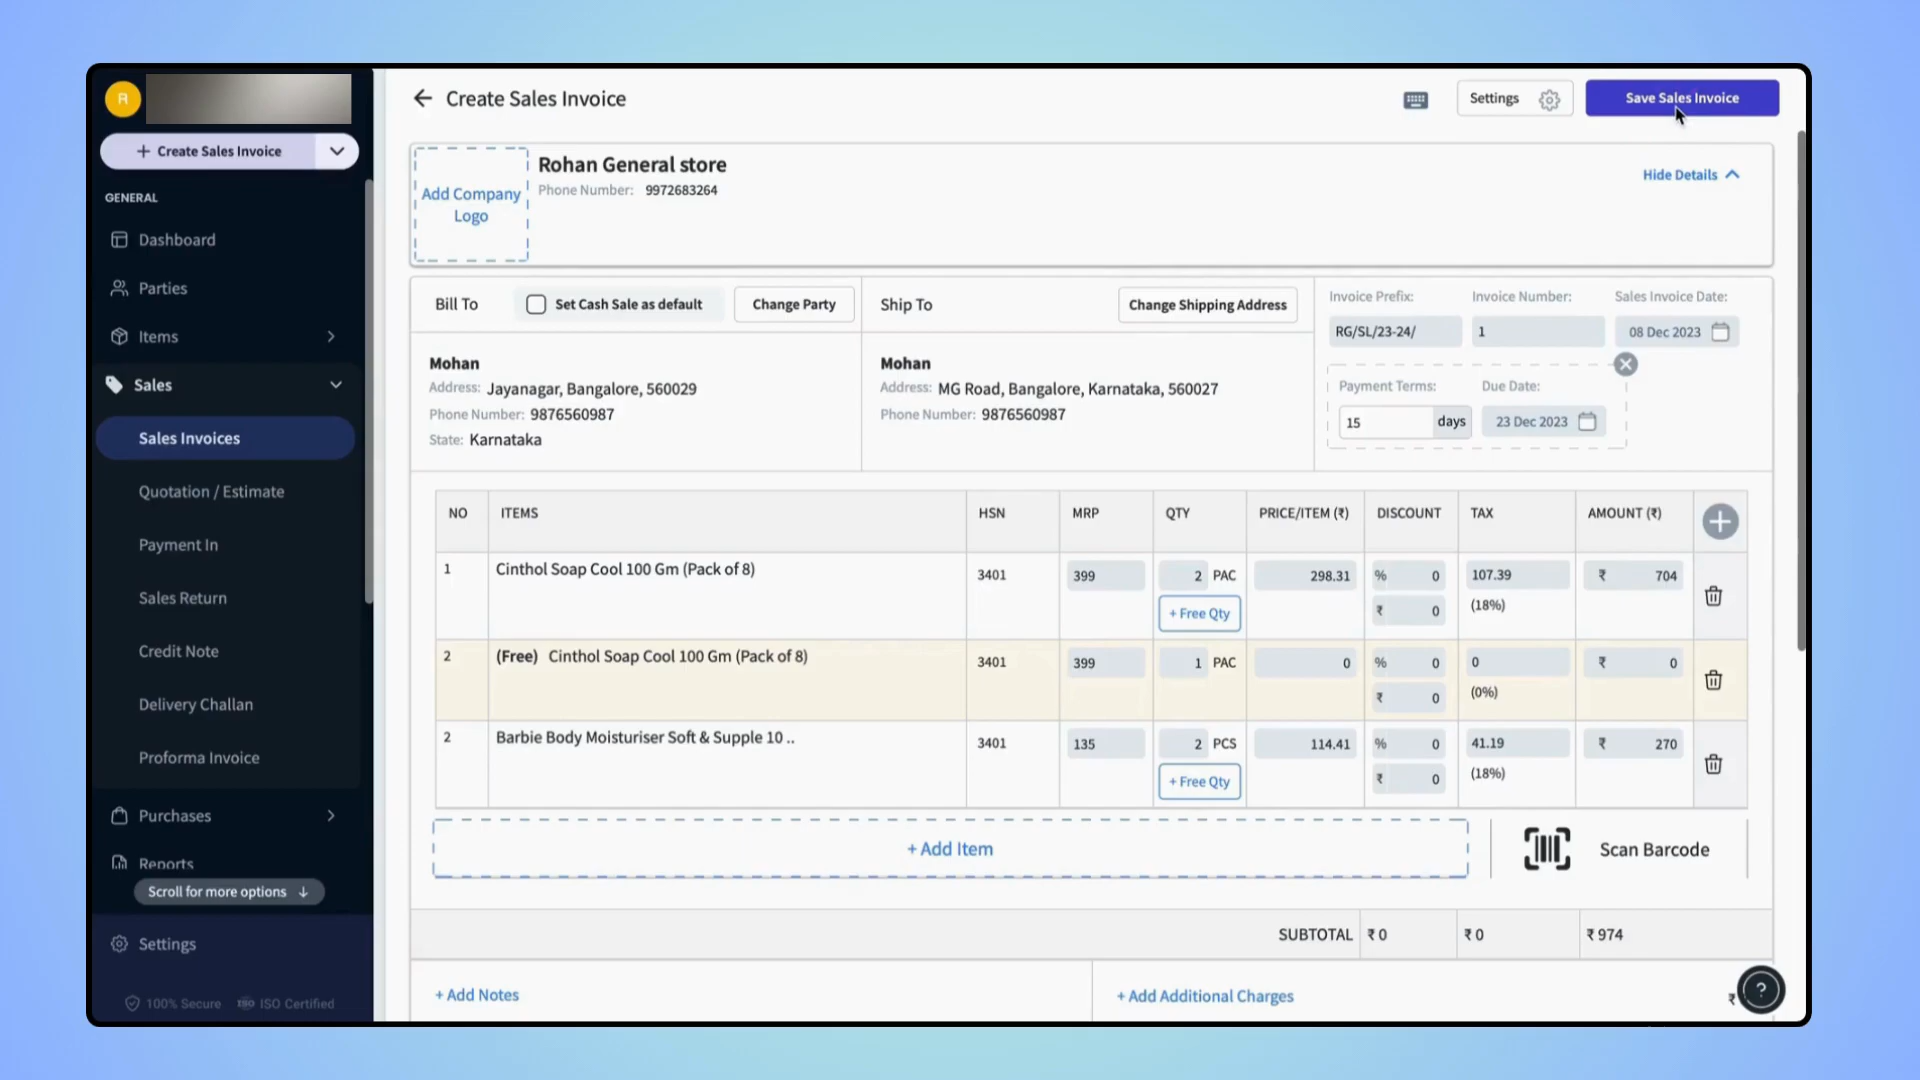 R
+ Create Sales Invoice
GENERAL
Dashboard
Parties
Items
Sales
Sales Invoices
Quotation / Estimate
Payment In
Sales Return
Credit Note
Delivery Challan
Proforma Invoice
Purchases
Reports
Scroll for more options ↓
Settings
100% Secure ISO ISO Certified
← Create Sales Invoice
Settings
Save Sales Invoice
Add Company
Logo
Rohan General store
Phone Number: 9972683264
Hide Details
Bill To
Set Cash Sale as default
Change Party
Mohan
Address: Jayanagar, Bangalore, 560029
Phone Number: 9876560987
State: Karnataka
Ship To
Change Shipping Address
Mohan
Address: MG Road, Bangalore, Karnataka, 560027
Phone Number: 9876560987
Invoice Prefix: Invoice Number: Sales Invoice Date:
RG/SL/23-24/ 1 08 Dec 2023
Payment Terms: Due Date:
15 days 23 Dec 2023
NO ITEMS HSN MRP QTY PRICE/ITEM (₹) DISCOUNT TAX AMOUNT (₹)
1 Cinthol Soap Cool 100 Gm (Pack of 8) 3401 399 2 PAC 298.31 % 0 107.39 ₹ 704
+ Free Qty ₹ 0 (18%)
2 (Free) Cinthol Soap Cool 100 Gm (Pack of 8) 3401 399 1 PAC 0 % 0 0 ₹ 0
₹ 0 (0%)
2 Barbie Body Moisturiser Soft & Supple 10 .. 3401 135 2 PCS 114.41 % 0 41.19 ₹ 270
+ Free Qty ₹ 0 (18%)
+ Add Item
Scan Barcode
SUBTOTAL ₹ 0 ₹ 0 ₹ 974
+ Add Notes
+ Add Additional Charges
₹
?